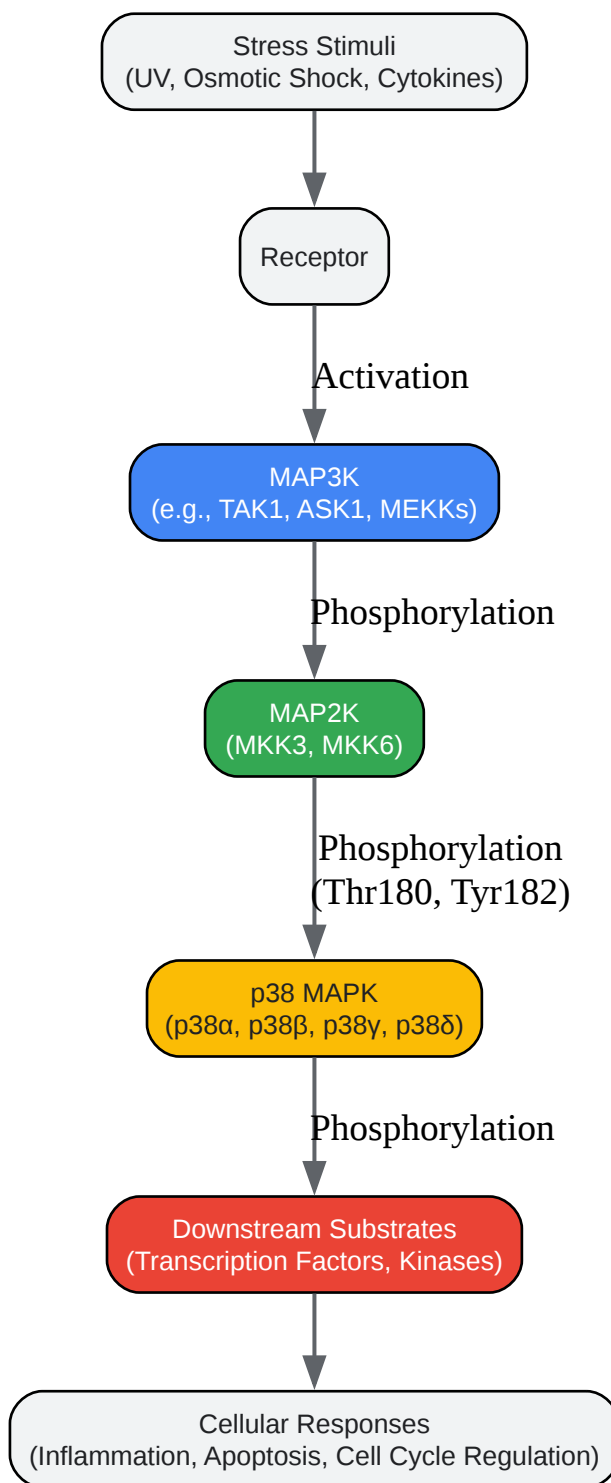 Stress Stimuli
(UV, Osmotic Shock, Cytokines)
Receptor
Activation
MAP3K
(e.g., TAK1, ASK1, MEKKs)
Phosphorylation
MAP2K
(MKK3, MKK6)
Phosphorylation
(Thr180, Tyr182)
p38 MAPK
(p38α, p38β, p38γ, p38δ)
Phosphorylation
Downstream Substrates
(Transcription Factors, Kinases)
Cellular Responses
(Inflammation, Apoptosis, Cell Cycle Regulation)